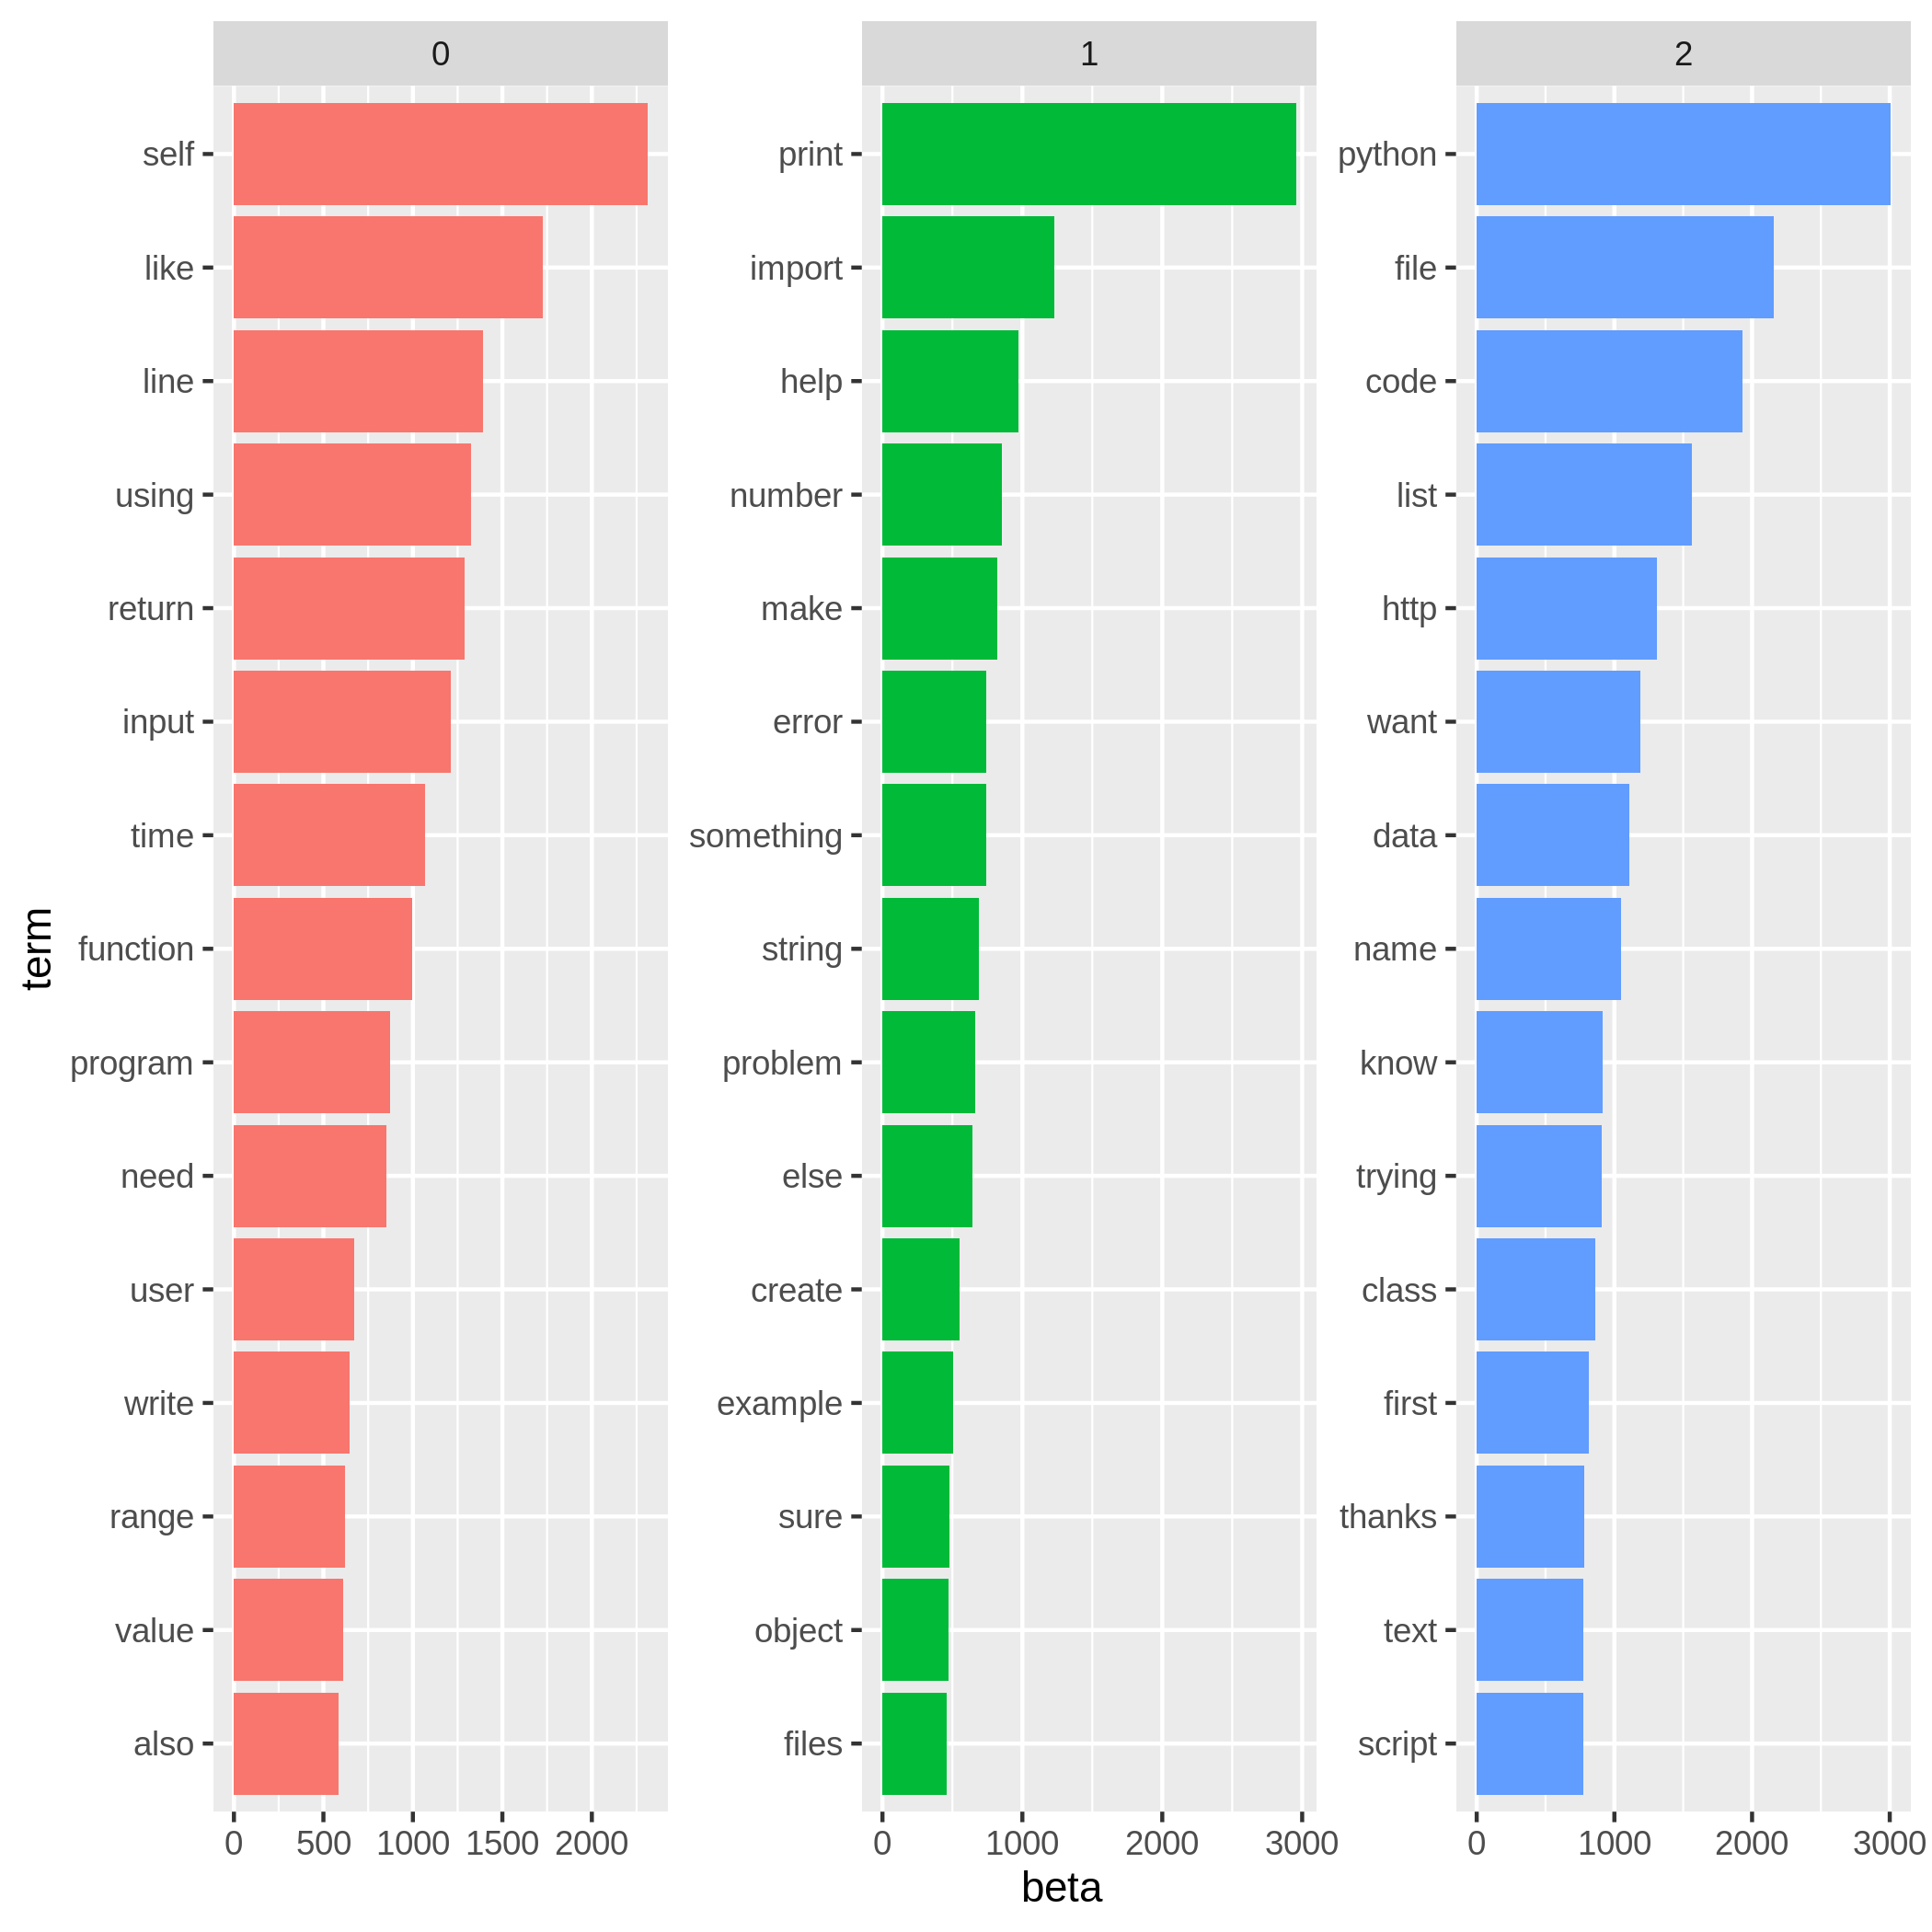 0 1 2
self print python
like import file
line help code
using number list
return make http
input error want
time something data
function string name
program problem know
need else trying
user create class
write example first
range sure thanks
value object text
also files script
term
0 500 1000 1500 2000 0 1000 2000 3000 0 1000 2000 3000
beta